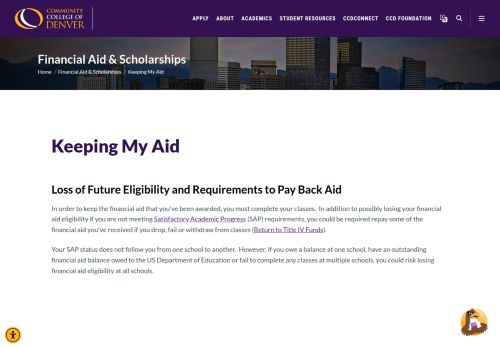 COMMUNITY
COLLEGE OF
DENVER
APPLY ABOUT ACADEMICS STUDENT RESOURCES CCDCONNECT CCD FOUNDATION
Financial Aid & Scholarships
Home / Financial Aid & Scholarships / Keeping My Aid
Keeping My Aid
Loss of Future Eligibility and Requirements to Pay Back Aid
In order to keep the financial aid that you've been awarded, you must complete your classes. In addition to possibly losing your financial
aid eligibility if you are not meeting Satisfactory Academic Progress (SAP) requirements, you could be required repay some of the
financial aid you've received if you drop, fail or withdraw from classes (Return to Title IV Funds).
Your SAP status does not follow you from one school to another. However, if you owe a balance at one school, have an outstanding
financial aid balance owed to the US Department of Education or fail to complete any classes at multiple schools, you could risk losing
financial aid eligibility at all schools.